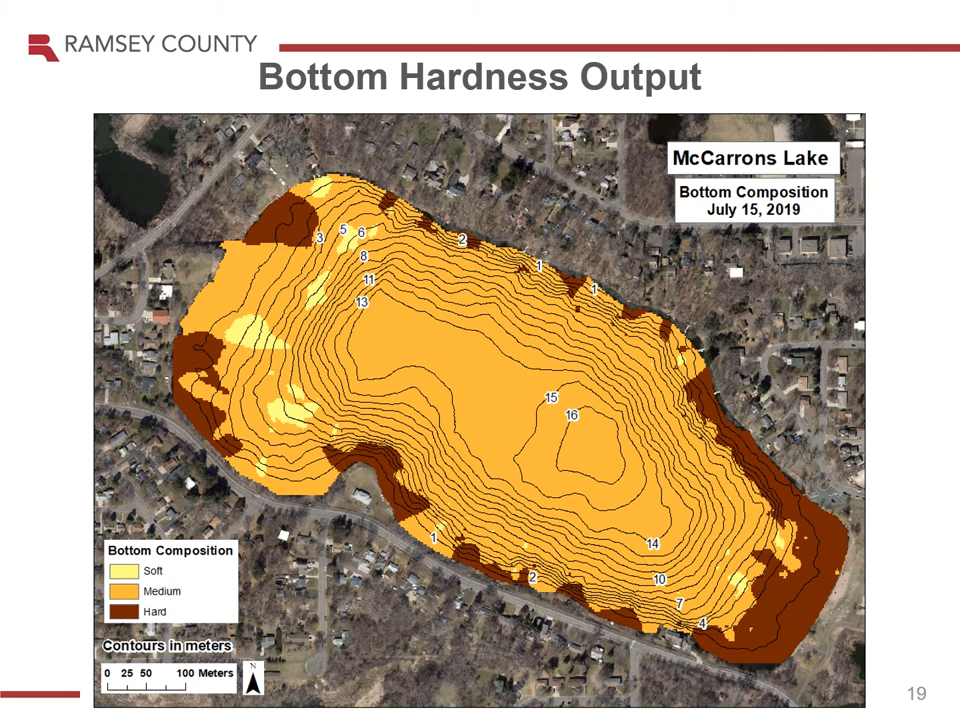 RAMSEY COUNTY
Bottom Hardness Output
McCarrons Lake
Bottom Composition
July 15, 2019
3
5
6
8
11
13
2
1
1
15
16
14
10
7
4
1
2
Bottom Composition
Soft
Medium
Hard
Contours in meters
0 25 50 100 Meters
N
19